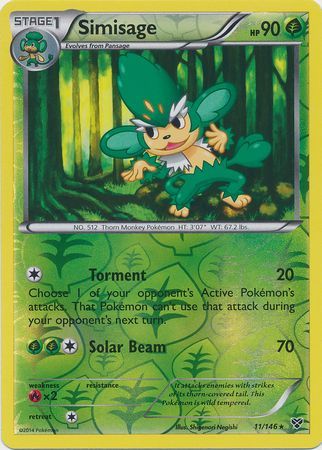 STAGE1
Simisage
HP 90
Evolves from Pansage
NO. 512 Thorn Monkey Pokémon HT: 3'07" WT: 67.2 lbs.
Torment 20
Choose 1 of your opponent's Active Pokémon's
attacks. That Pokémon can't use that attack during
your opponent's next turn.
Solar Beam 70
weakness resistance
×2
retreat
It attacks enemies with strikes
of its thorn-covered tail. This
Pokémon is wild tempered.
©2014 Pokémon
Illus. Shigenori Negishi
11/146★
XY